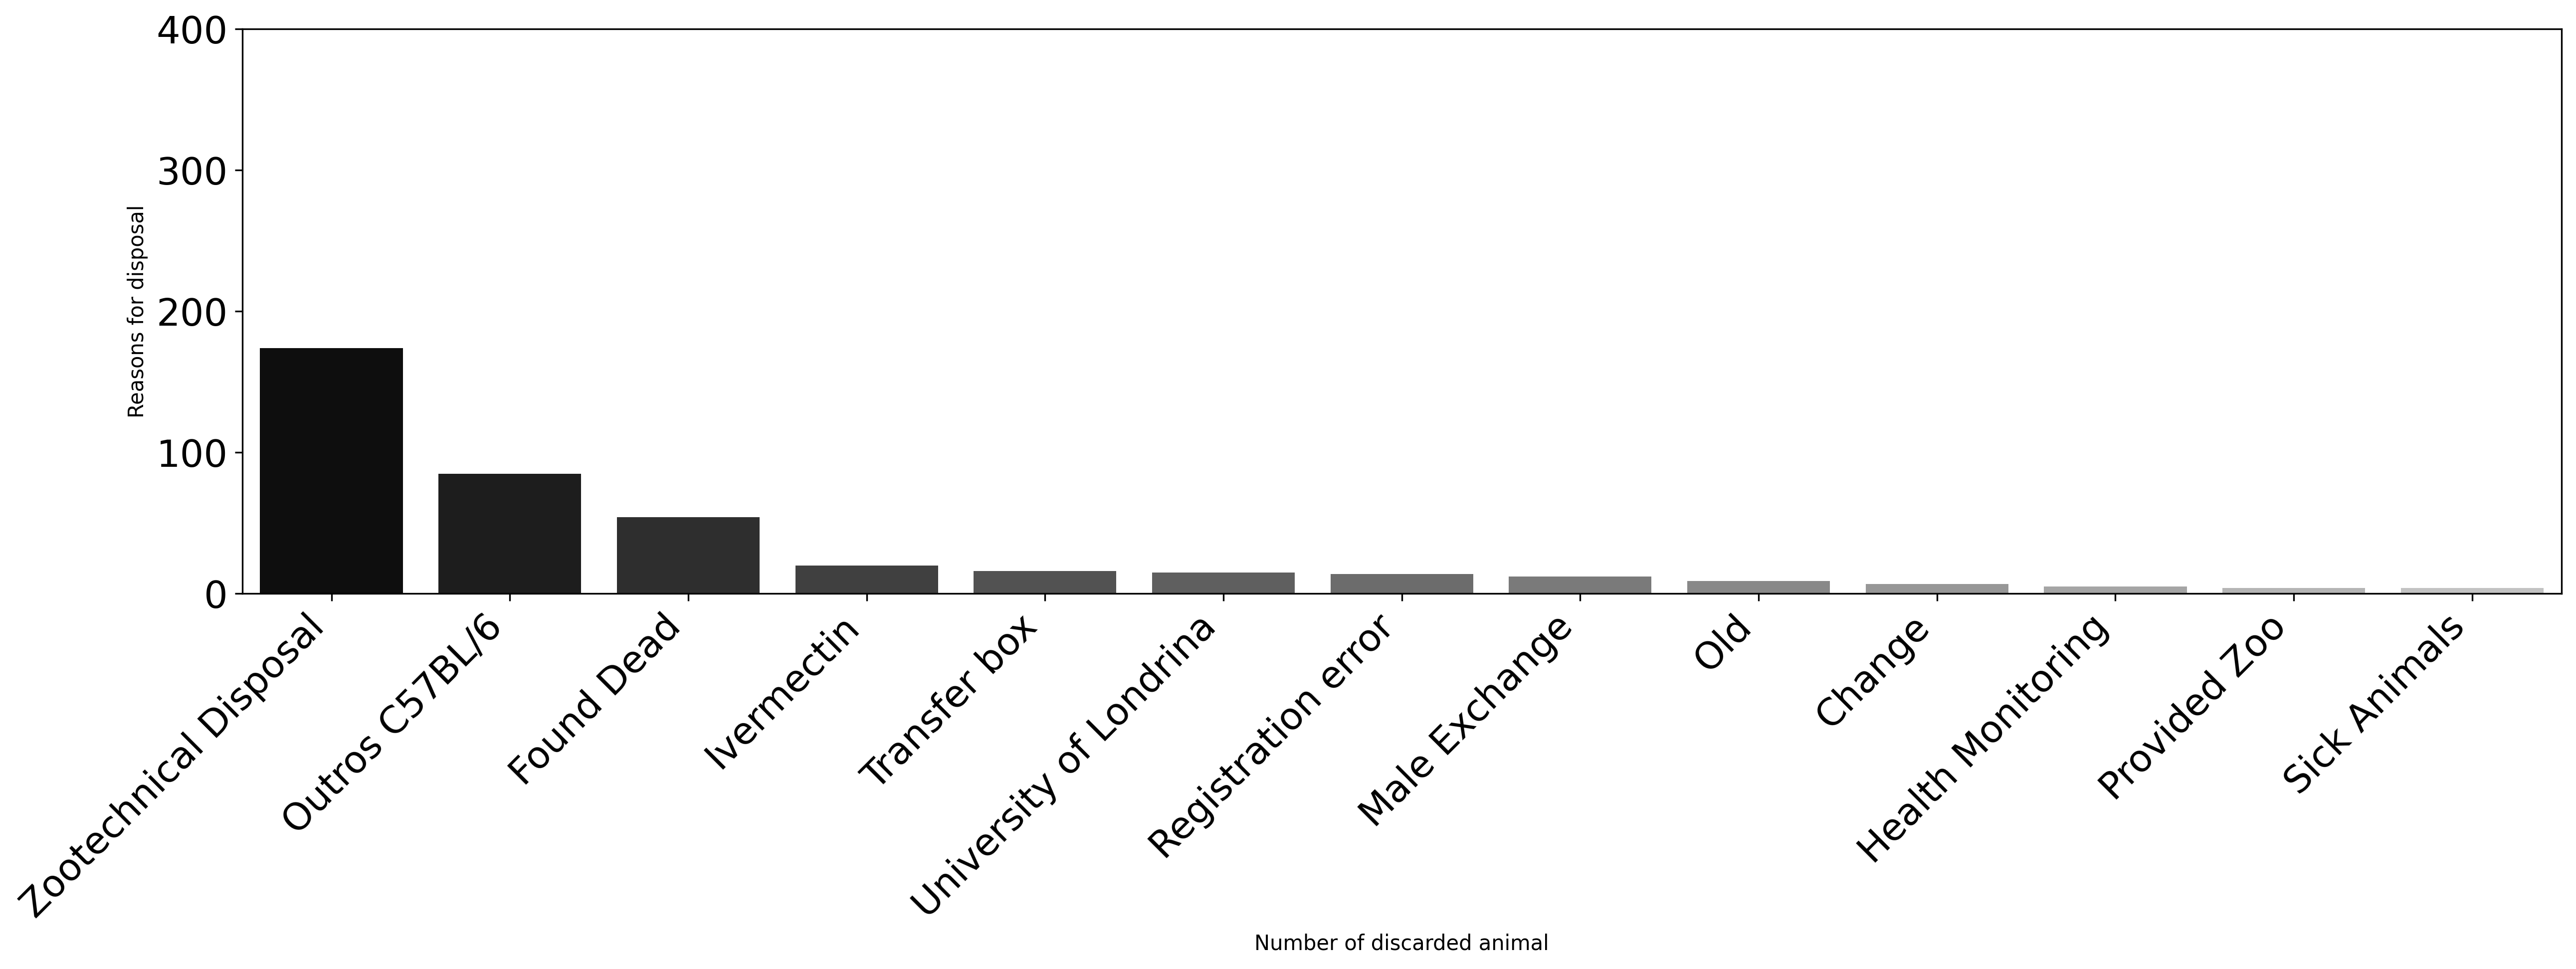 400
300
200
100
0
Reasons for disposal
Zootechnical Disposal
Outros C57BL/6
Found Dead
Ivermectin
Transfer box
University of Londrina
Registration error
Male Exchange
Old
Change
Health Monitoring
Provided Zoo
Sick Animals
Number of discarded animal